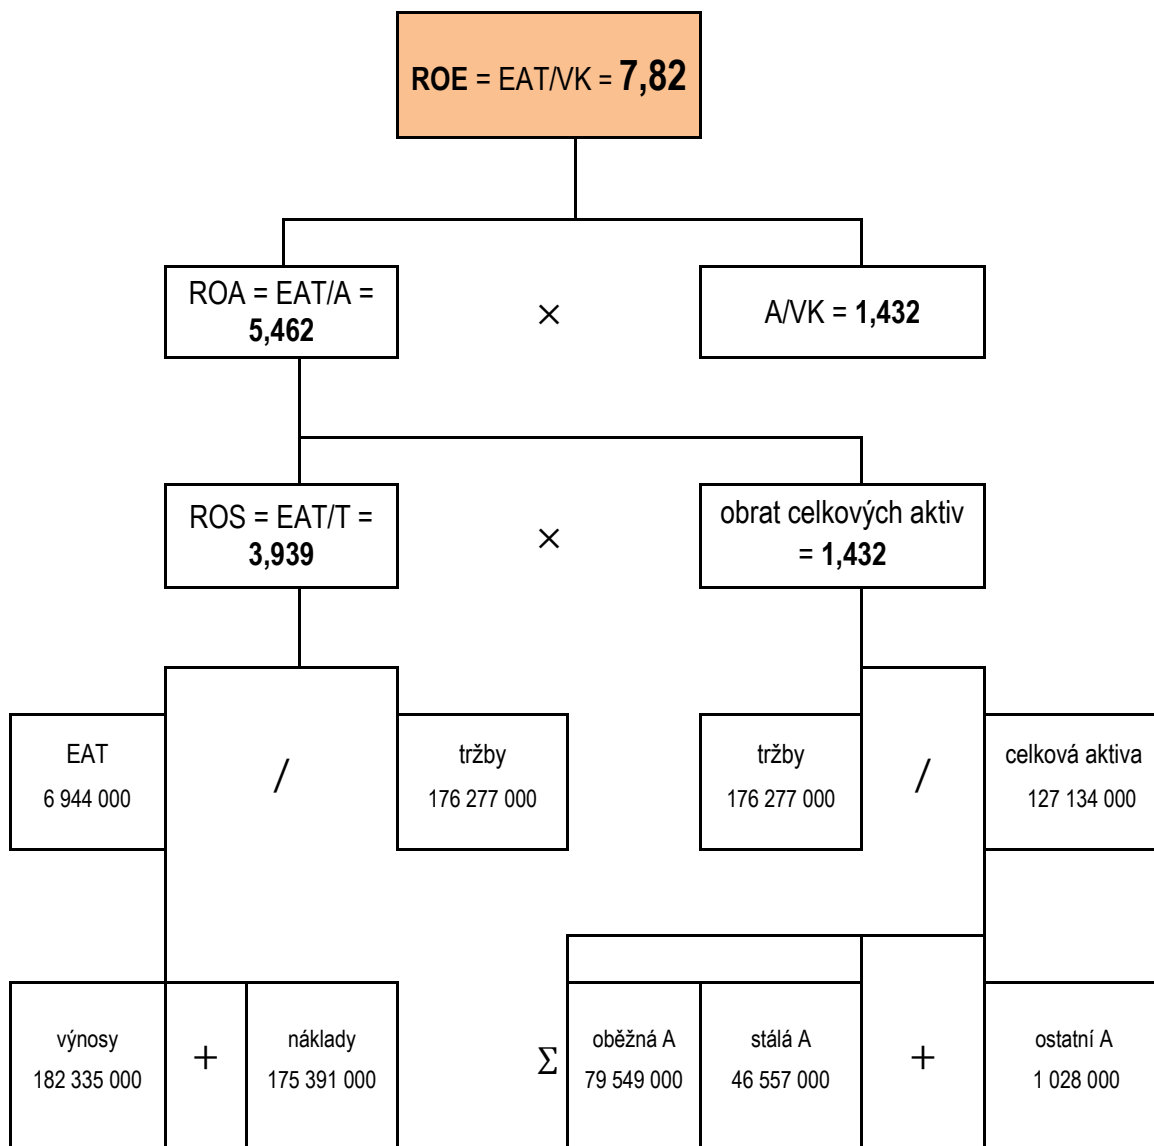 ROE = EAT/VK = 7,82
ROA = EAT/A =
5,462
×
A/VK = 1,432
ROS = EAT/T =
3,939
×
obrat celkových aktiv
= 1,432
EAT
6 944 000
/
tržby
176 277 000
tržby
176 277 000
/
celková aktiva
127 134 000
výnosy
182 335 000
+
náklady
175 391 000
Σ
oběžná A
79 549 000
stálá A
46 557 000
+
ostatní A
1 028 000